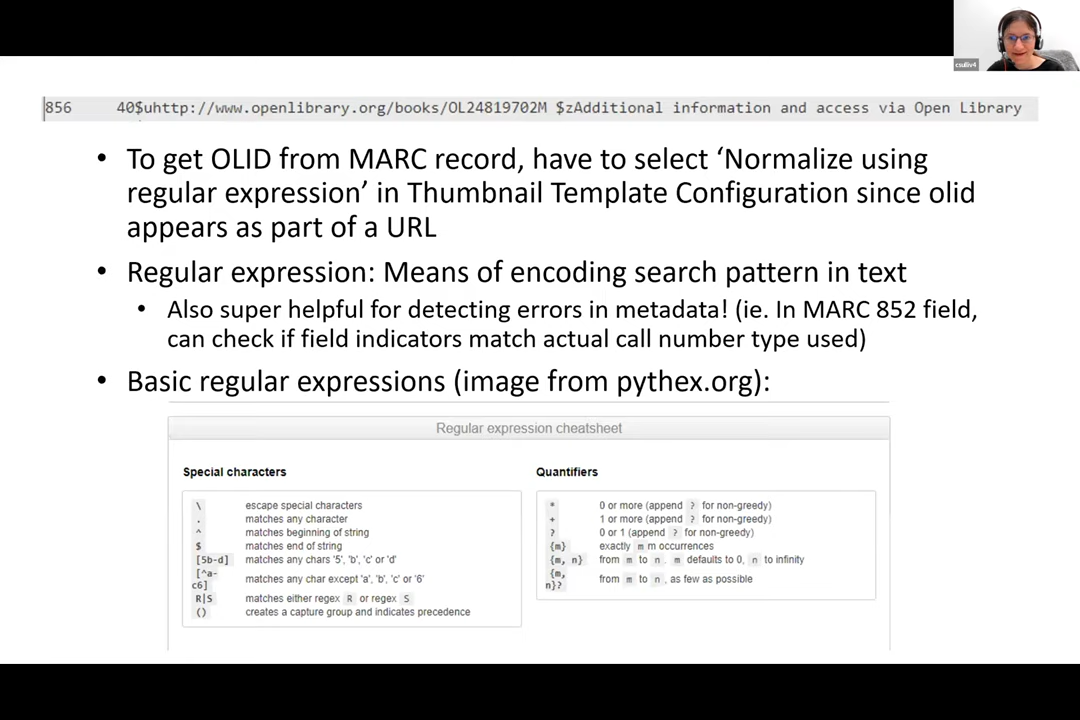 csulliv4
856 40$uhttp://www.openlibrary.org/books/OL24819702M $zAdditional information and access via Open Library
• To get OLID from MARC record, have to select ‘Normalize using
regular expression’ in Thumbnail Template Configuration since olid
appears as part of a URL
• Regular expression: Means of encoding search pattern in text
• Also super helpful for detecting errors in metadata! (ie. In MARC 852 field,
can check if field indicators match actual call number type used)
• Basic regular expressions (image from pythex.org):
Regular expression cheatsheet
Special characters
\ escape special characters
. matches any character
^ matches beginning of string
$ matches end of string
[5b-d] matches any chars '5', 'b', 'c' or 'd'
[^a-
c6] matches any char except 'a', 'b', 'c' or '6'
R|S matches either regex R or regex S
() creates a capture group and indicates precedence
Quantifiers
* 0 or more (append ? for non-greedy)
+ 1 or more (append ? for non-greedy)
? 0 or 1 (append ? for non-greedy)
{m} exactly m m occurrences
{m, n} from m to n. m defaults to 0, n to infinity
{m,
n}? from m to n, as few as possible